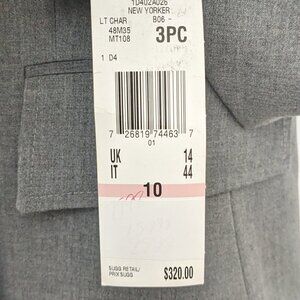 1D402A026
NEW YORKER
LT CHAR B06 -
48M35 3PC
MT108
1 D4
7 26819 74463 7
01
UK 14
IT 44
10
SUGG RETAIL/ $320.00
PRIX SUGG